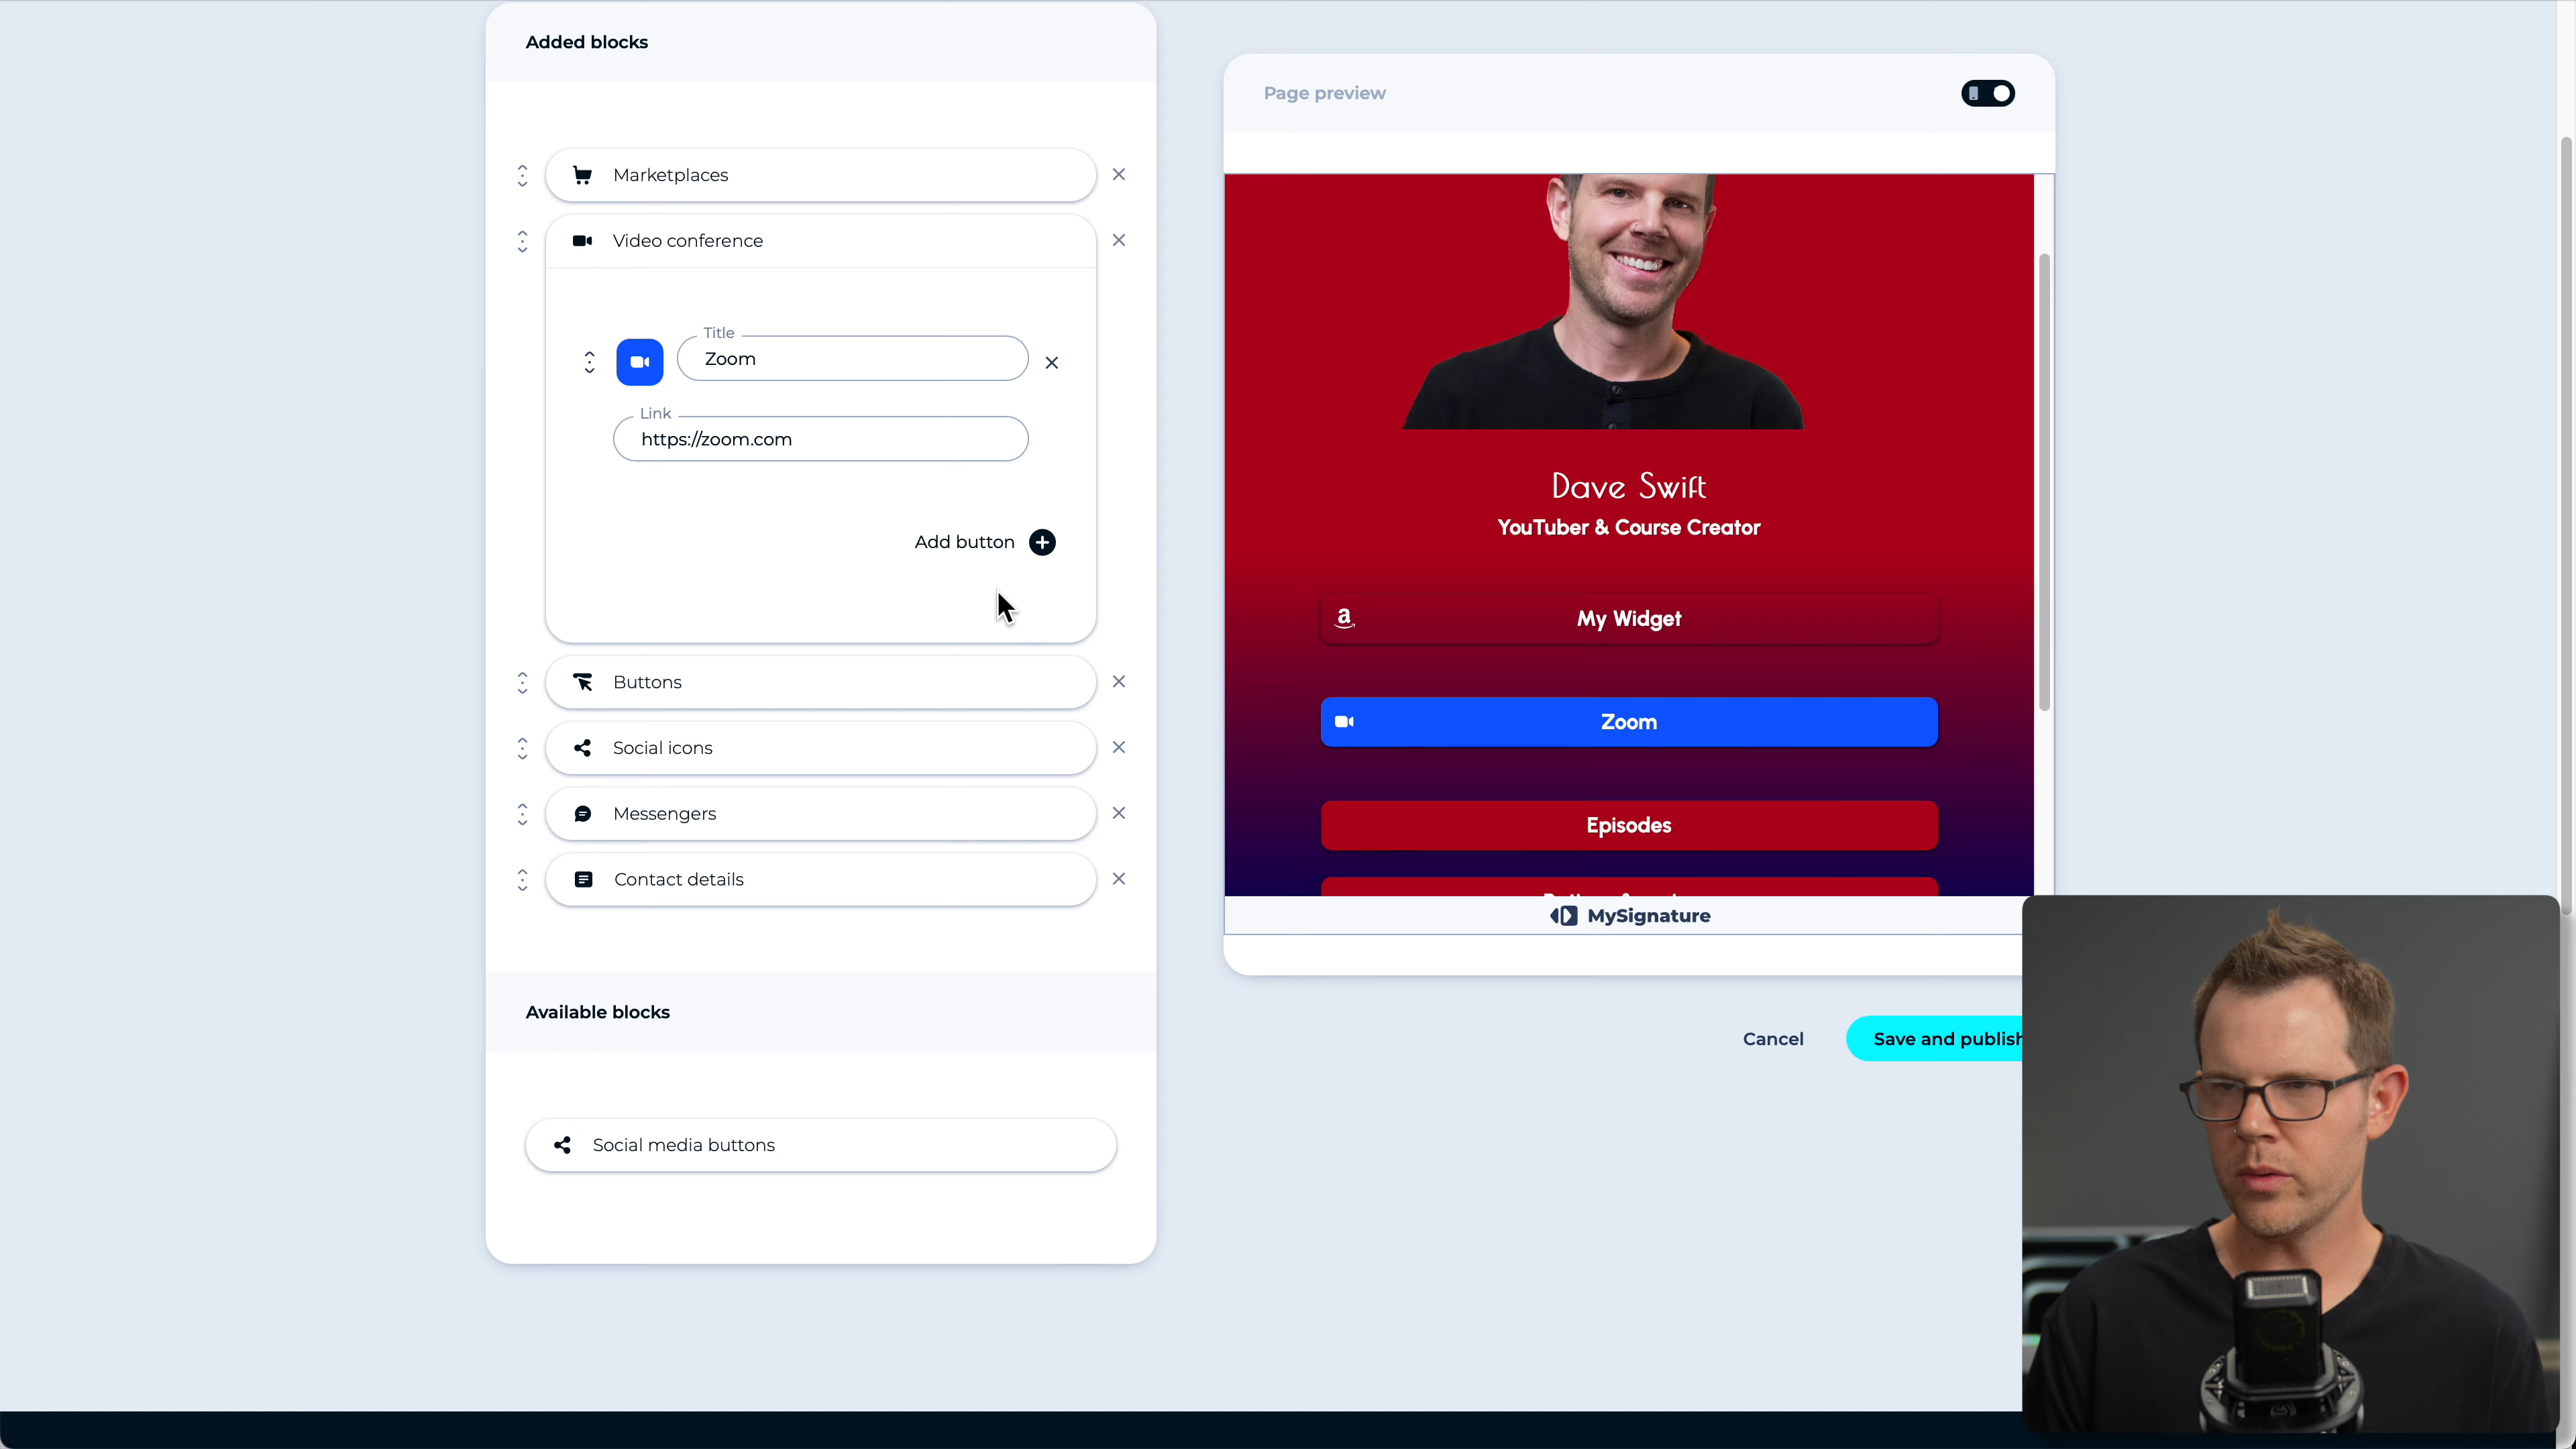 Added blocks
Marketplaces
Video conference
Title
Zoom
Link
https://zoom.com
Add button
Buttons
Social icons
Messengers
Contact details
Available blocks
Social media buttons
Page preview
Dave Swift
YouTuber & Course Creator
a
My Widget
Zoom
Episodes
MySignature
Cancel
Save and publish